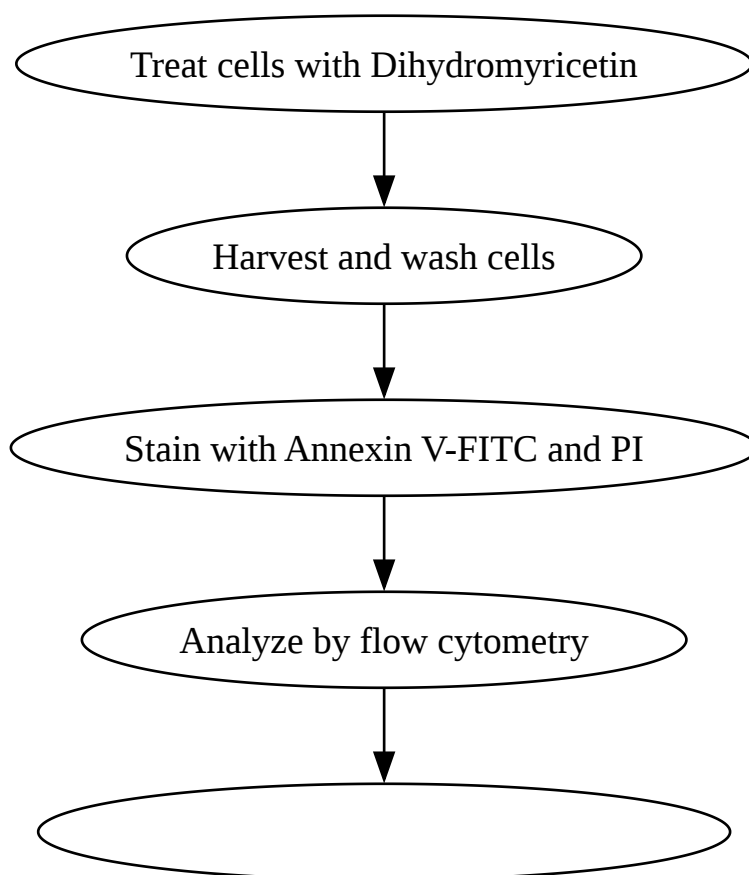 Treat cells with Dihydromyricetin
Harvest and wash cells
Stain with Annexin V-FITC and PI
Analyze by flow cytometry